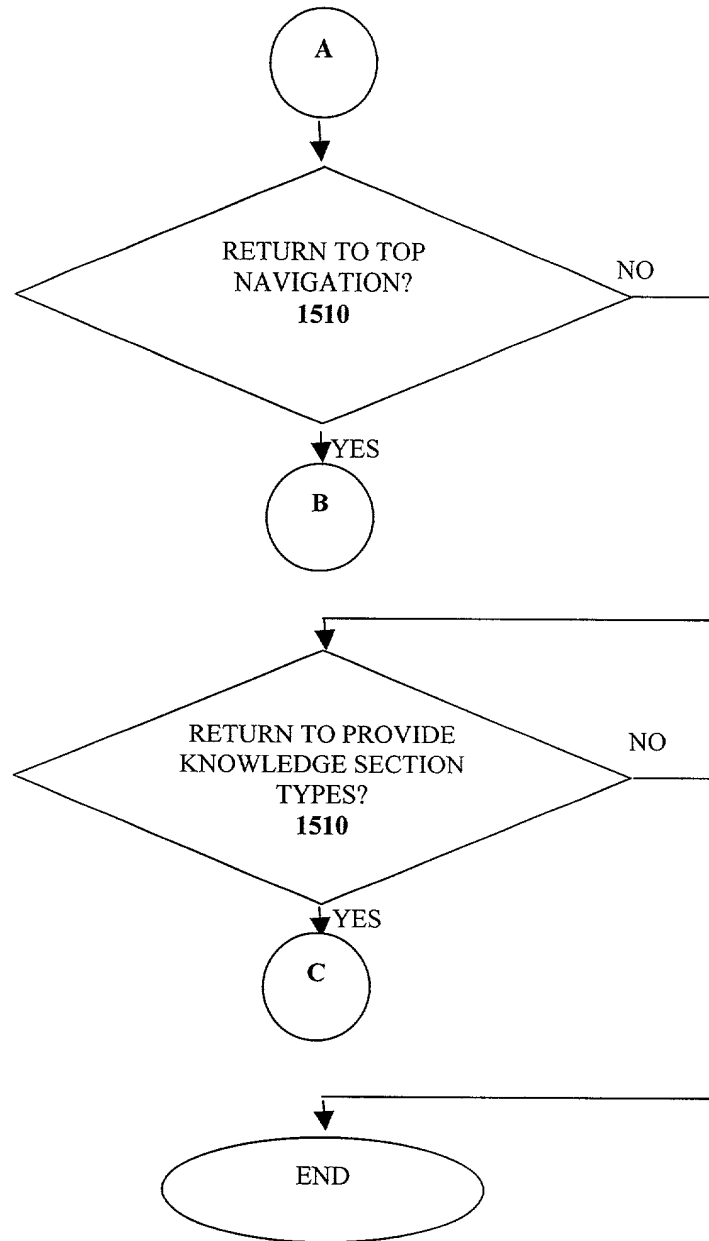 A
RETURN TO TOP
NAVIGATION?
1510
NO
YES
B
RETURN TO PROVIDE
KNOWLEDGE SECTION
TYPES?
1510
NO
YES
C
END